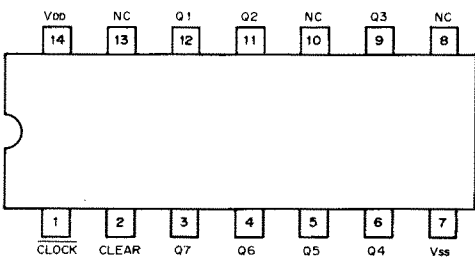 VDD NC Q1 Q2 NC Q3 NC
14 13 12 11 10 9 8
1 2 3 4 5 6 7
C̅L̅O̅C̅K̅ CLEAR Q7 Q6 Q5 Q4 Vss